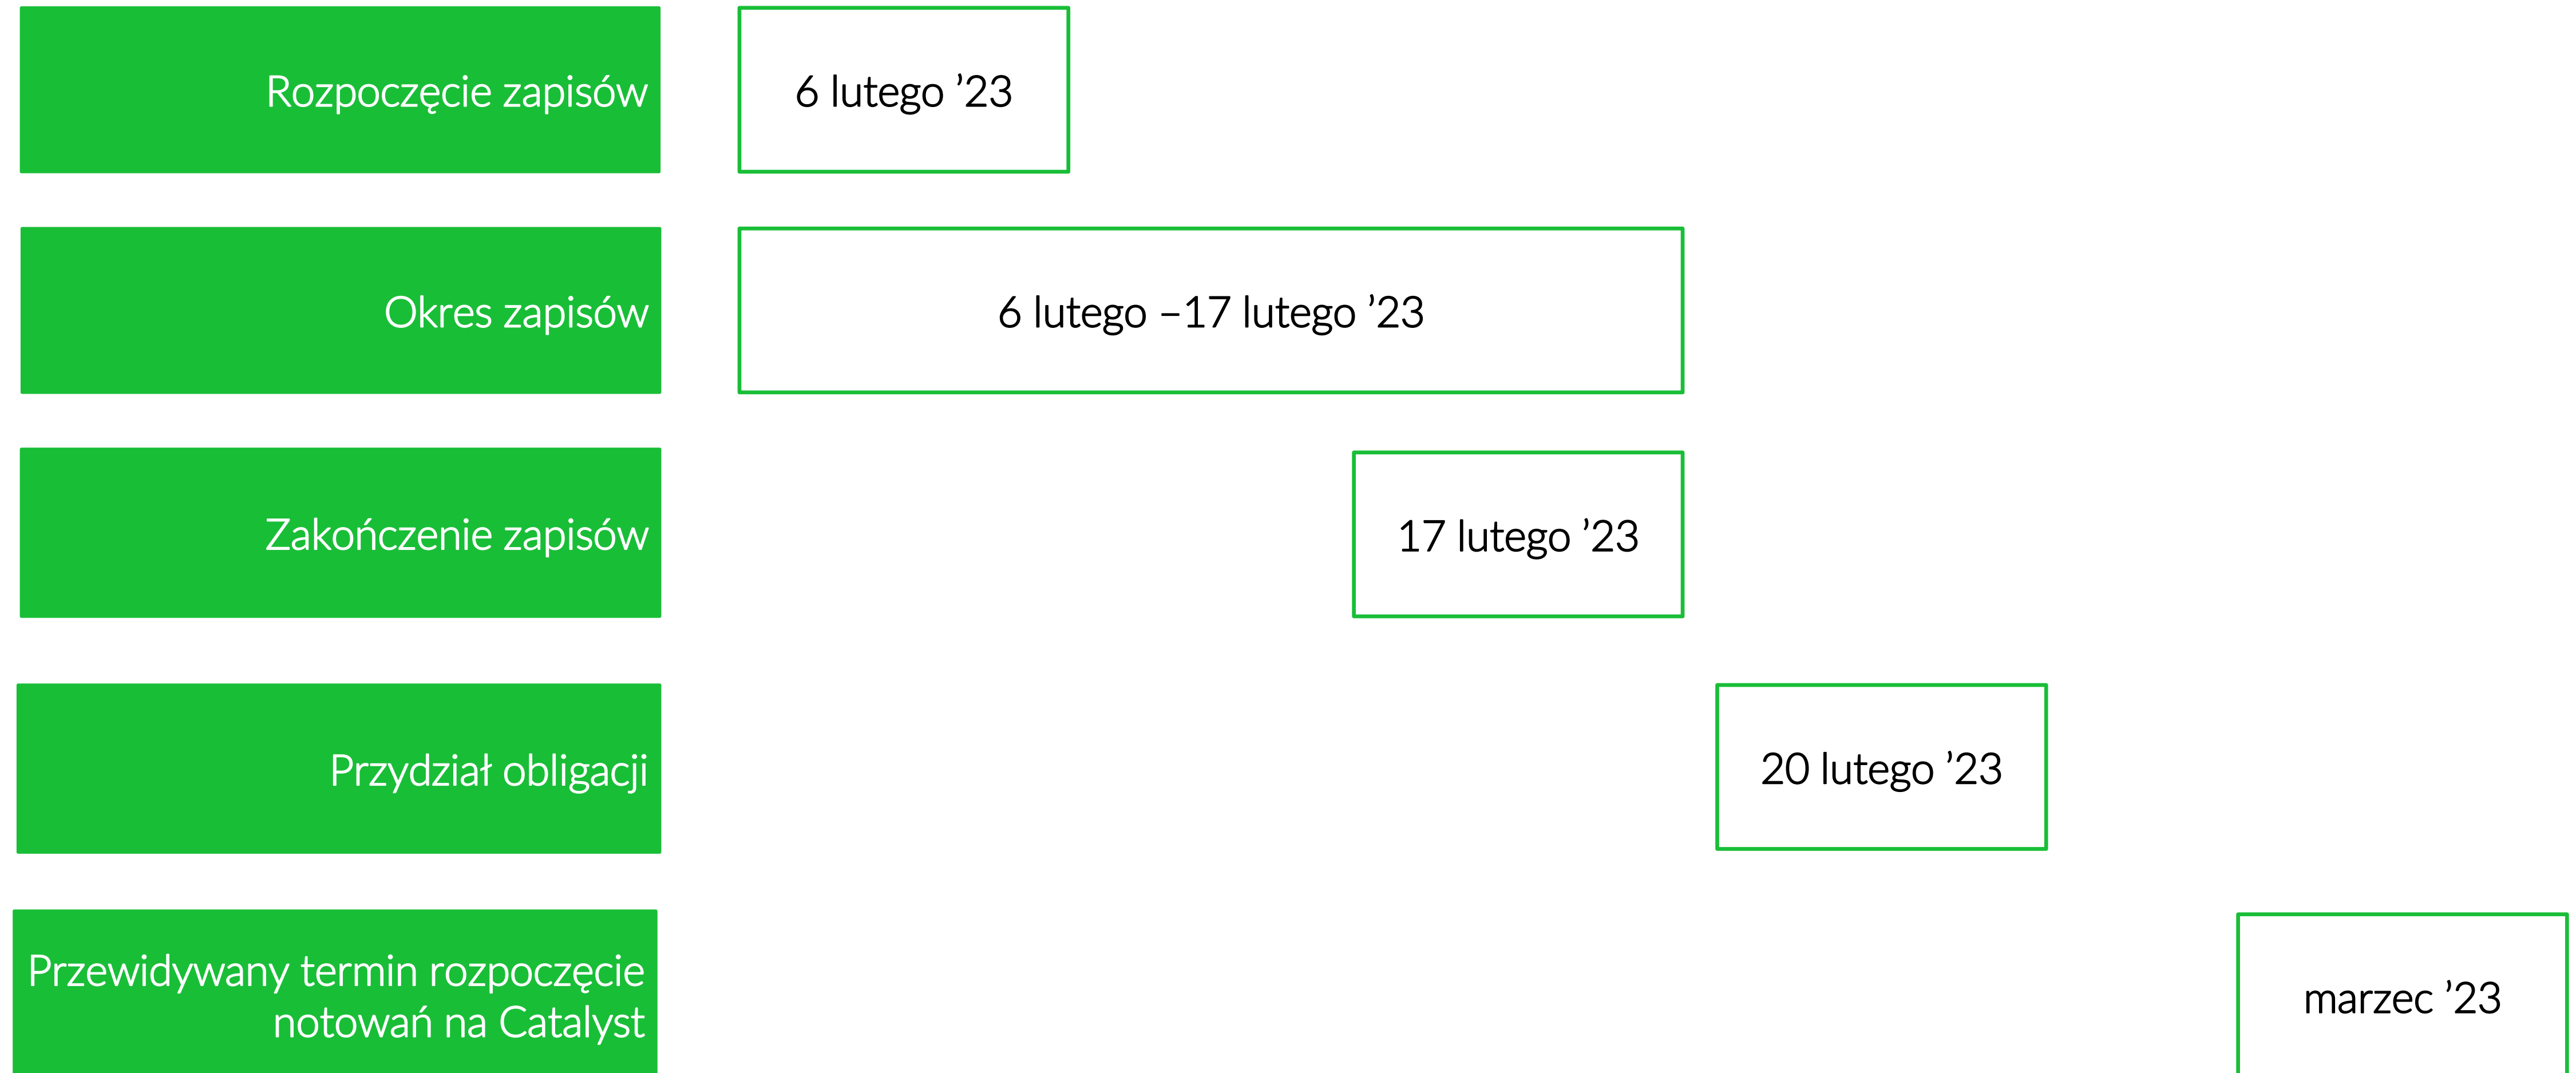 Rozpoczęcie zapisów
6 lutego ’23
Okres zapisów
6 lutego –17 lutego ’23
Zakończenie zapisów
17 lutego ’23
Przydział obligacji
20 lutego ’23
Przewidywany termin rozpoczęcie
notowań na Catalyst
marzec ’23